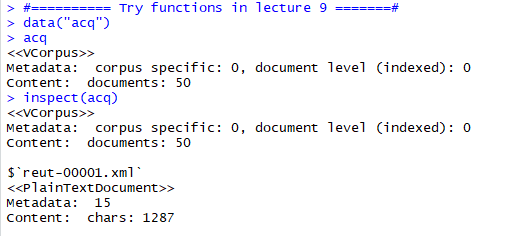 > #========== Try functions in lecture 9 =======#
> data("acq")
> acq
<<VCorpus>>
Metadata:  corpus specific: 0, document level (indexed): 0
Content:  documents: 50
> inspect(acq)
<<VCorpus>>
Metadata:  corpus specific: 0, document level (indexed): 0
Content:  documents: 50

$`reut-00001.xml`
<<PlainTextDocument>>
Metadata:  15
Content:  chars: 1287